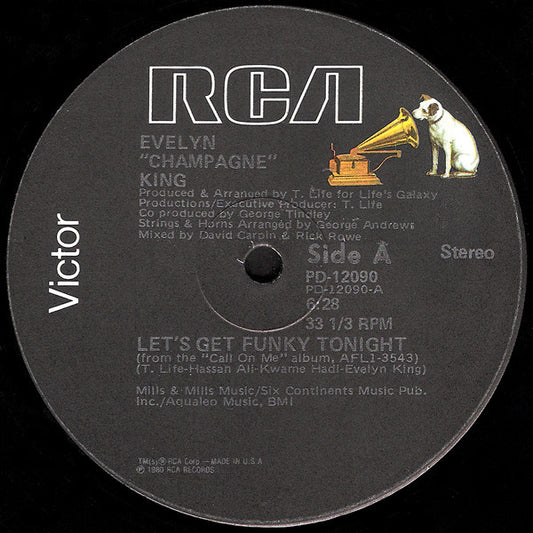 RCA
EVELYN
"CHAMPAGNE"
KING
Produced & Arranged by T. Life for Life's Galaxy
Productions/Executive Producer: T. Life
Co produced by George Tindley
Strings & Horns Arranged by George Andrews
Mixed by David Carpin & Rick Rowe
Side A
Stereo
PD-12090
PD-12090-A
6:28
33 1/3 RPM
Victor
LET'S GET FUNKY TONIGHT
(from the "Call On Me" album, AFL1-3543)
(T. Life-Hassan Ali-Kwame Hadi-Evelyn King)
Mills & Mills Music/Six Continents Music Pub.
Inc./Aqualeo Music, BMI
TM(s)® RCA Corp —MADE IN U.S.A
℗ 1980 RCA RECORDS